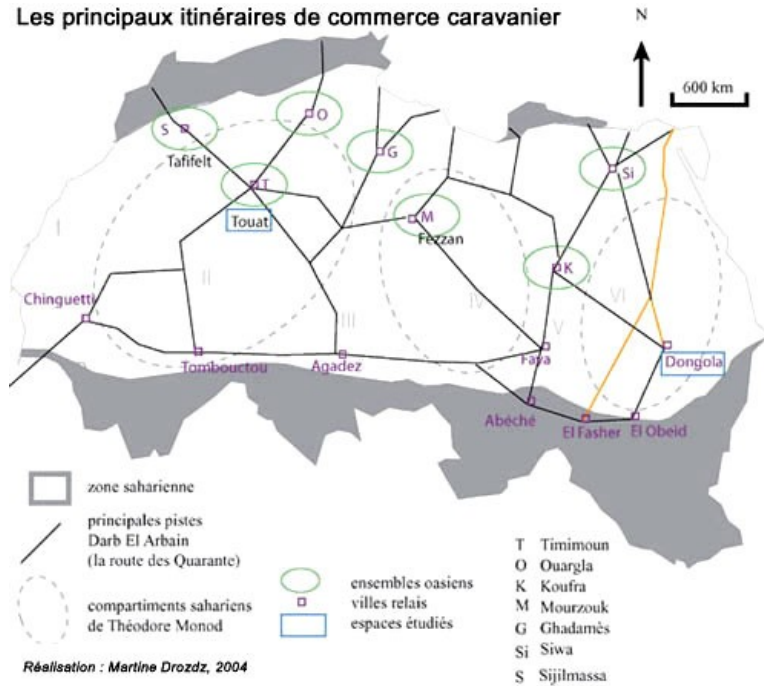 Les principaux itinéraires de commerce caravanier
N
600 km
S
Tafifelt
O
G
T
Touat
Si
M
Fezzan
K
I
II
III
IV
V
VI
Chinguetti
Tombouctou
Agadez
Faya
Dongola
Abéché
El Fasher
El Obeid
zone saharienne
principales pistes
Darb El Arbain
(la route des Quarante)
compartiments sahariens
de Théodore Monod
ensembles oasiens
villes relais
espaces étudiés
T Timimoun
O Ouargla
K Koufra
M Mourzouk
G Ghadamès
Si Siwa
S Sijilmassa
Réalisation : Martine Drozdz, 2004